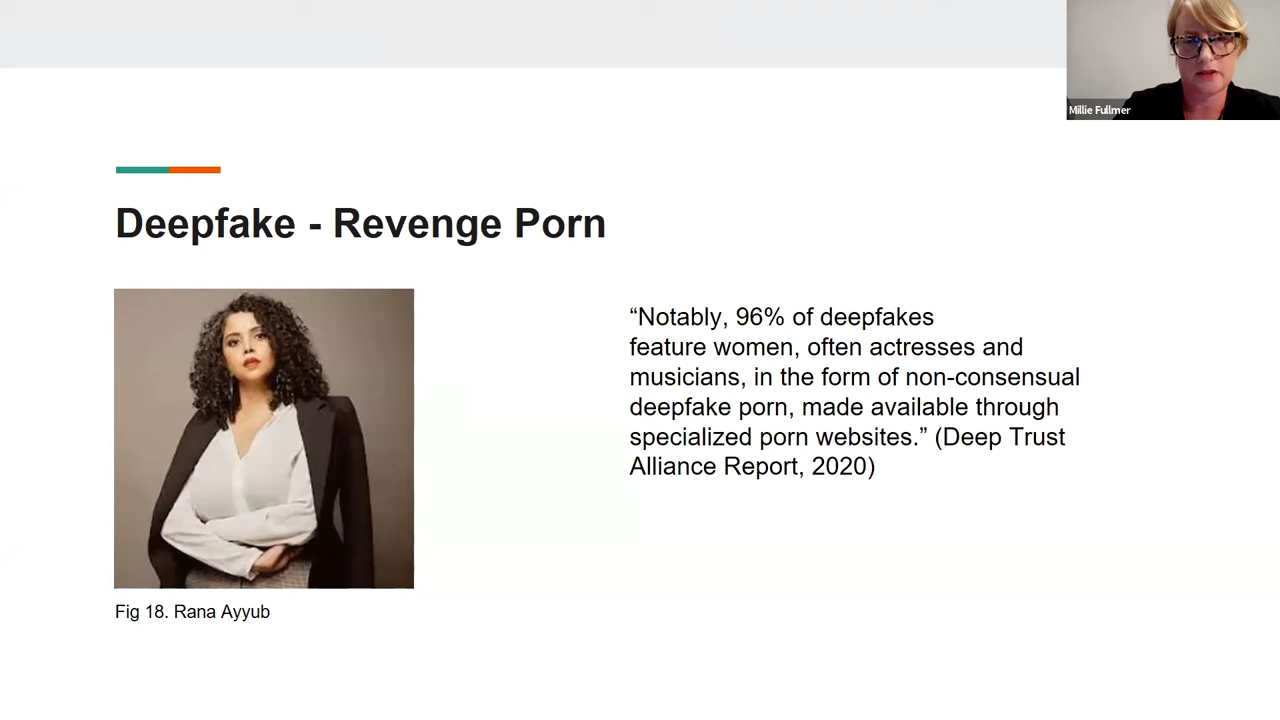 Millie Fullmer
Deepfake - Revenge Porn
“Notably, 96% of deepfakes
feature women, often actresses and
musicians, in the form of non-consensual
deepfake porn, made available through
specialized porn websites.” (Deep Trust
Alliance Report, 2020)
Fig 18. Rana Ayyub